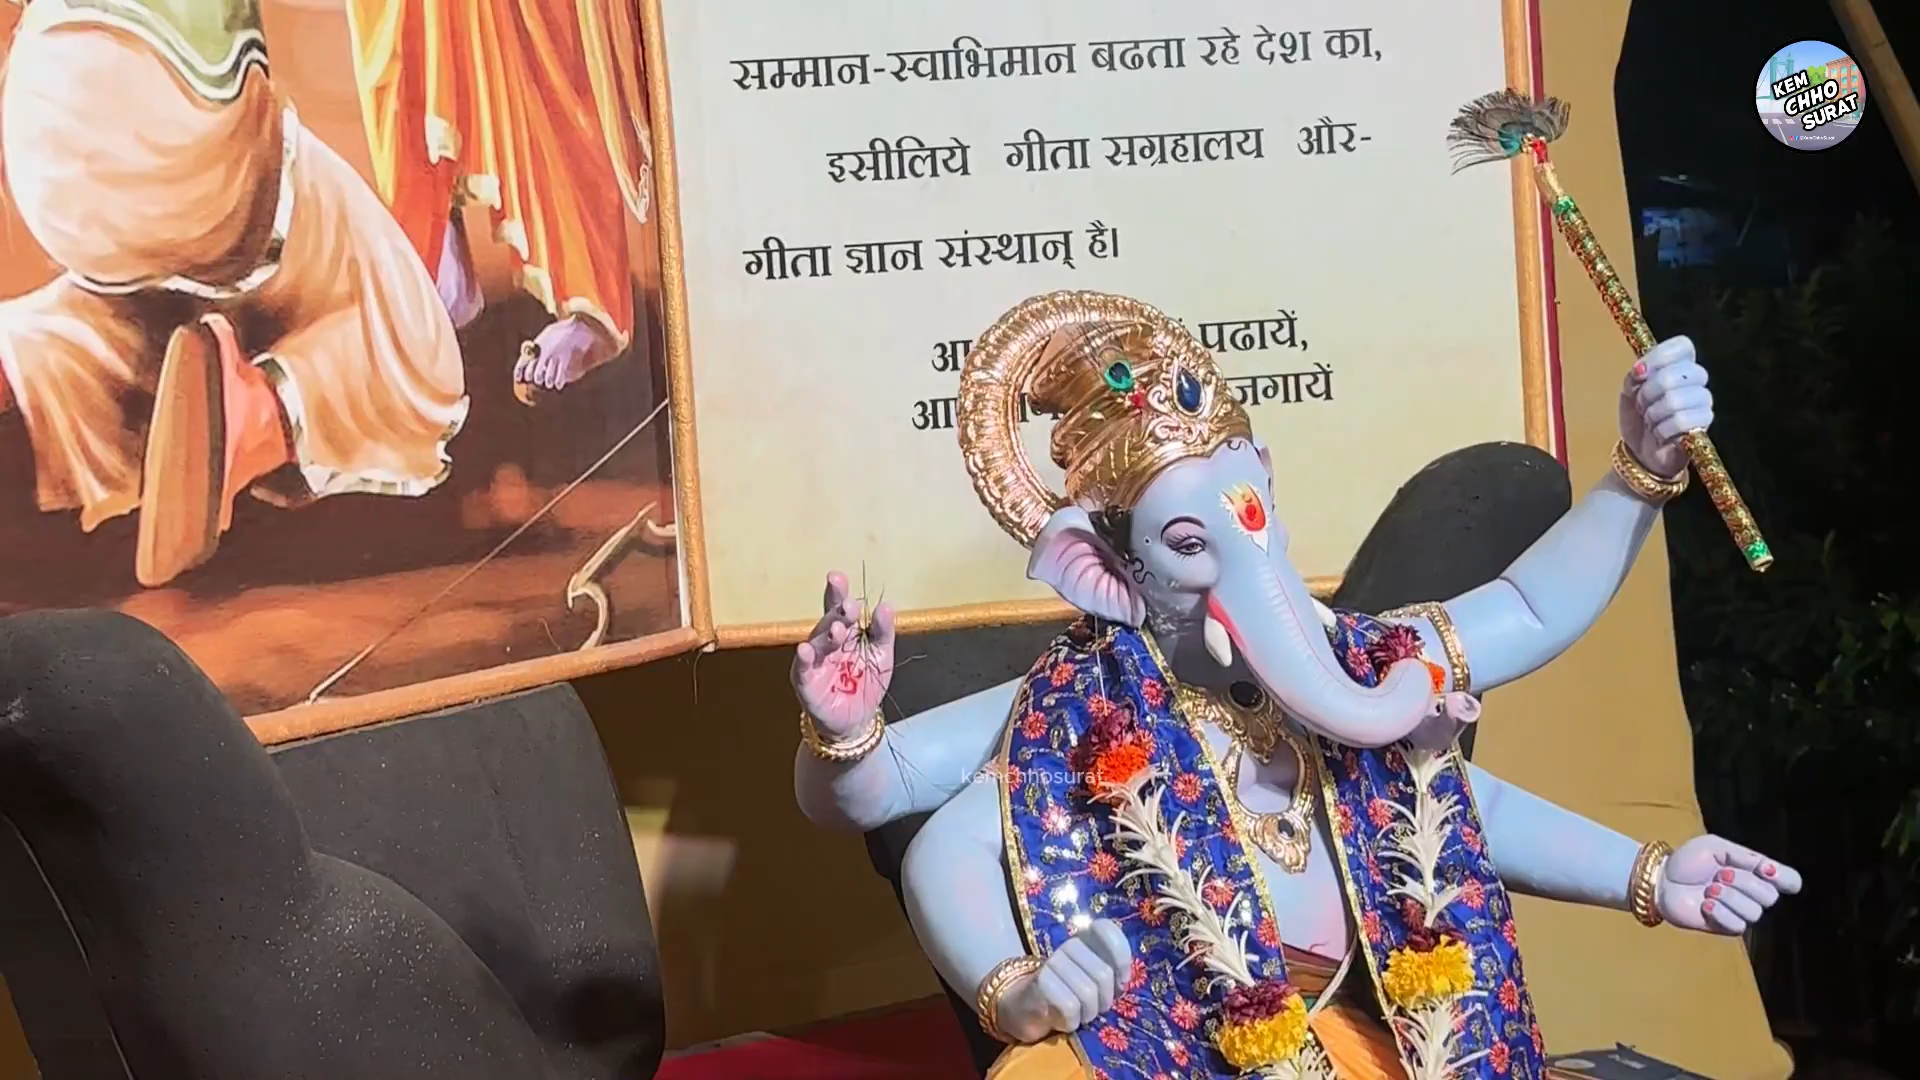 सम्मान-स्वाभिमान बढता रहे देश का,
इसीलिये गीता सग्रहालय और-
गीता ज्ञान संस्थान् है।
पढायें,
जगायें
KEM
CHHO
SURAT
kemchhosurat